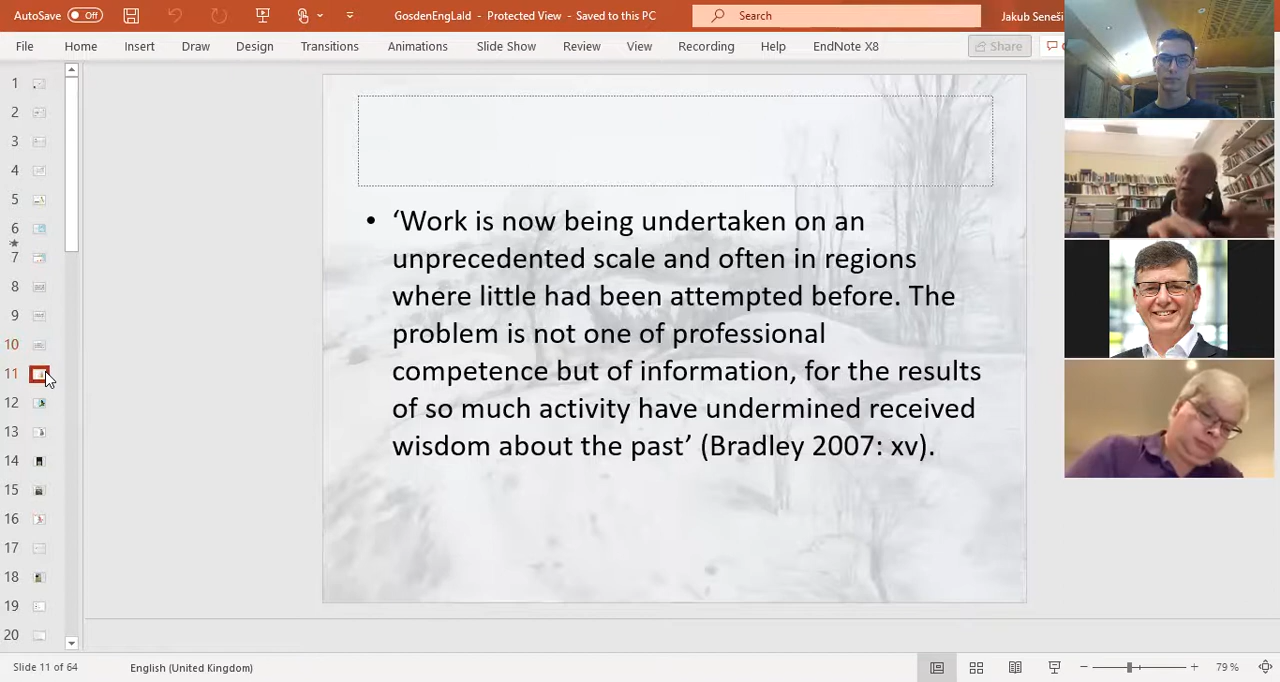 AutoSave Off GosdenEngLald - Protected View - Saved to this PC Search Jakub Seneši
File Home Insert Draw Design Transitions Animations Slide Show Review View Recording Help EndNote X8 Share
1
2
3
4
5
6
7
8
9
10
11
12
13
14
15
16
17
18
19
20
• ‘Work is now being undertaken on an
unprecedented scale and often in regions
where little had been attempted before. The
problem is not one of professional
competence but of information, for the results
of so much activity have undermined received
wisdom about the past’ (Bradley 2007: xv).
Slide 11 of 64 English (United Kingdom) 79 %